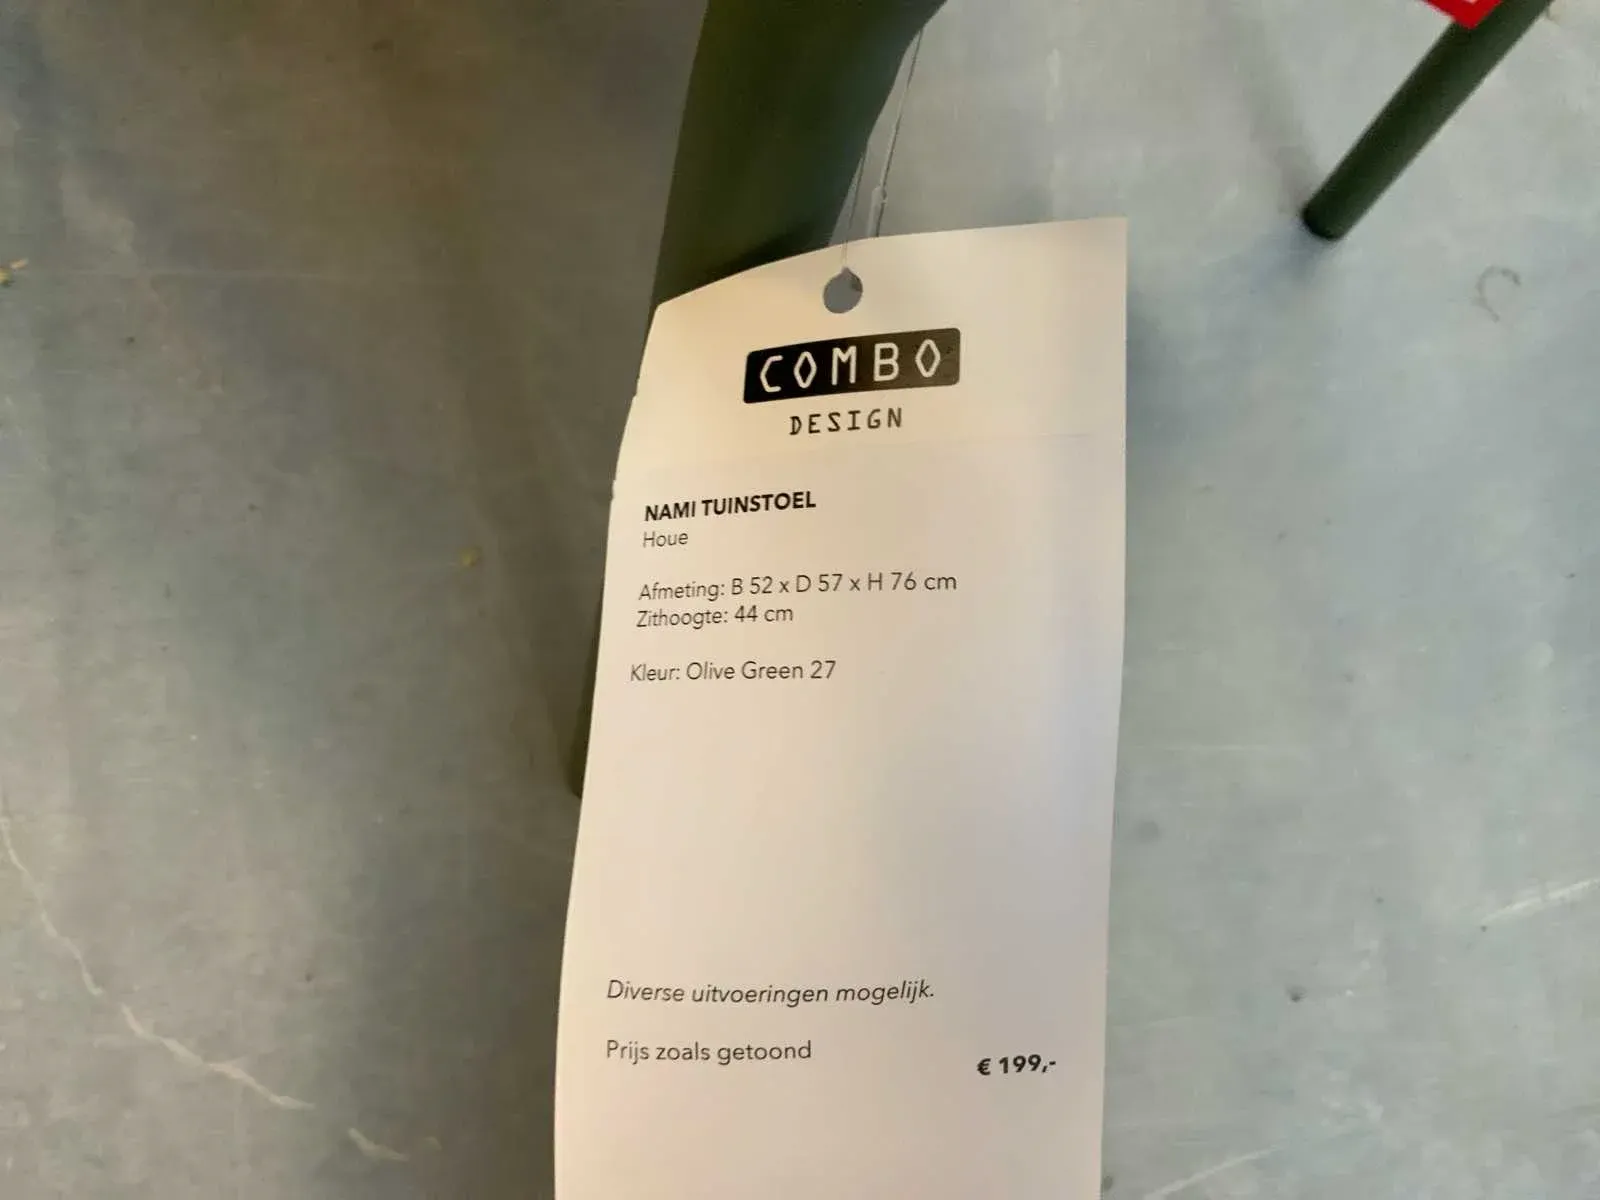 COMBO
DESIGN
NAMI TUINSTOEL
Houe
Afmeting: B 52 x D 57 x H 76 cm
Zithoogte: 44 cm
Kleur: Olive Green 27
Diverse uitvoeringen mogelijk.
Prijs zoals getoond
€ 199,-